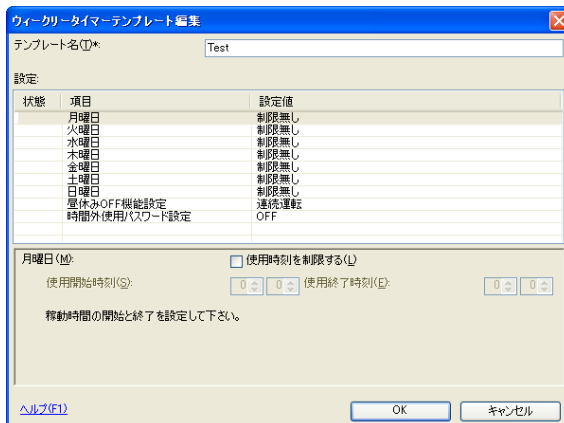 ウィークリータイマーテンプレート編集
テンプレート名(T)*: Test
設定:
状態 項目 設定値
月曜日 制限無し
火曜日 制限無し
水曜日 制限無し
木曜日 制限無し
金曜日 制限無し
土曜日 制限無し
日曜日 制限無し
昼休みOFF機能設定 連続運転
時間外使用パスワード設定 OFF
月曜日(M): 使用時刻を制限する(L)
使用開始時刻(S): 0 0 使用終了時刻(E): 0 0
稼動時間の開始と終了を設定して下さい。
ヘルプ(F1) OK キャンセル